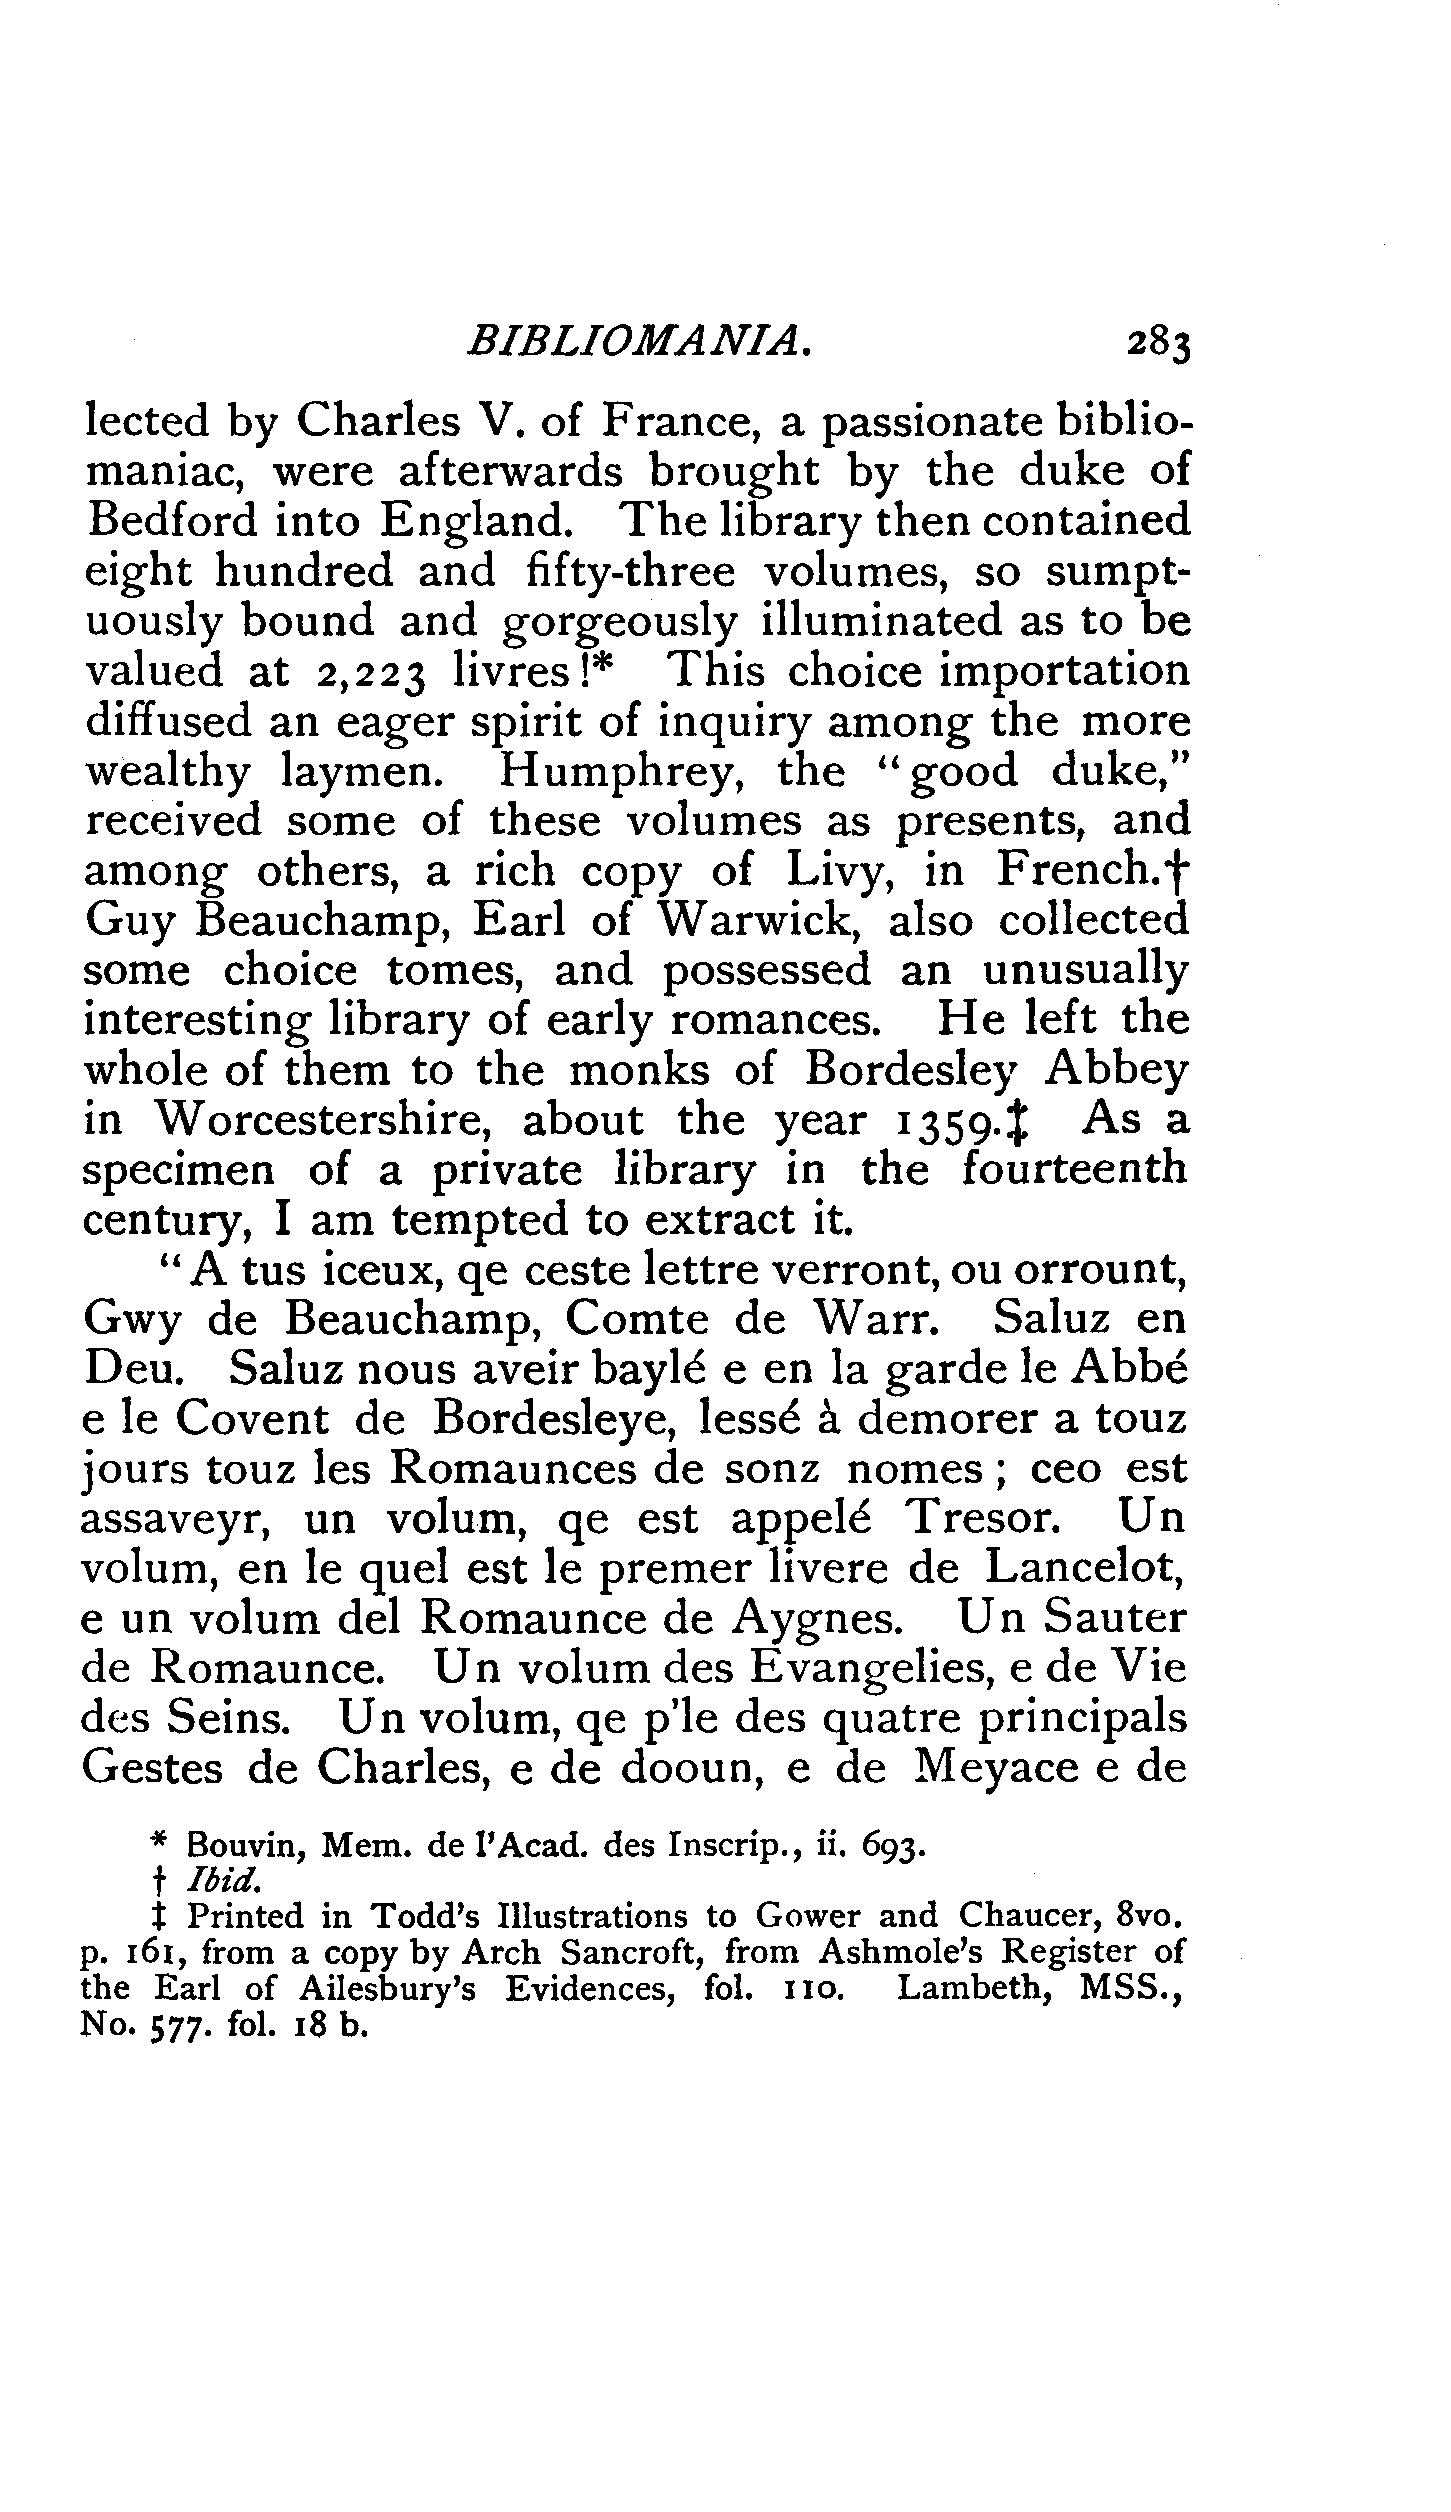 BIBLIOMANIA. 283
lected by Charles V. of France, a passionate biblio-
maniac, were afterwards brought by the duke of
Bedford into England. The library then contained
eight hundred and fifty-three volumes, so sumpt-
uously bound and gorgeously illuminated as to be
valued at 2,223 livres!* This choice importation
diffused an eager spirit of inquiry among the more
wealthy laymen. Humphrey, the "good duke,"
received some of these volumes as presents, and
among others, a rich copy of Livy, in French.†
Guy Beauchamp, Earl of Warwick, also collected
some choice tomes, and possessed an unusually
interesting library of early romances. He left the
whole of them to the monks of Bordesley Abbey
in Worcestershire, about the year 1359.‡ As a
specimen of a private library in the fourteenth
century, I am tempted to extract it.
"A tus iceux, qe ceste lettre verront, ou orrount,
Gwy de Beauchamp, Comte de Warr. Saluz en
Deu. Saluz nous aveir baylé e en la garde le Abbé
e le Covent de Bordesleye, lessé à demorer a touz
jours touz les Romaunces de sonz nomes; ceo est
assaveyr, un volum, qe est appelé Tresor. Un
volum, en le quel est le premer livere de Lancelot,
e un volum del Romaunce de Aygnes. Un Sauter
de Romaunce. Un volum des Evangelies, e de Vie
des Seins. Un volum, qe p'le des quatre principals
Gestes de Charles, e de dooun, e de Meyace e de
* Bouvin, Mem. de l'Acad. des Inscrip., ii. 693.
† Ibid.
‡ Printed in Todd's Illustrations to Gower and Chaucer, 8vo.
p. 161, from a copy by Arch Sancroft, from Ashmole's Register of
the Earl of Ailesbury's Evidences, fol. 110. Lambeth, MSS.,
No. 577. fol. 18 b.